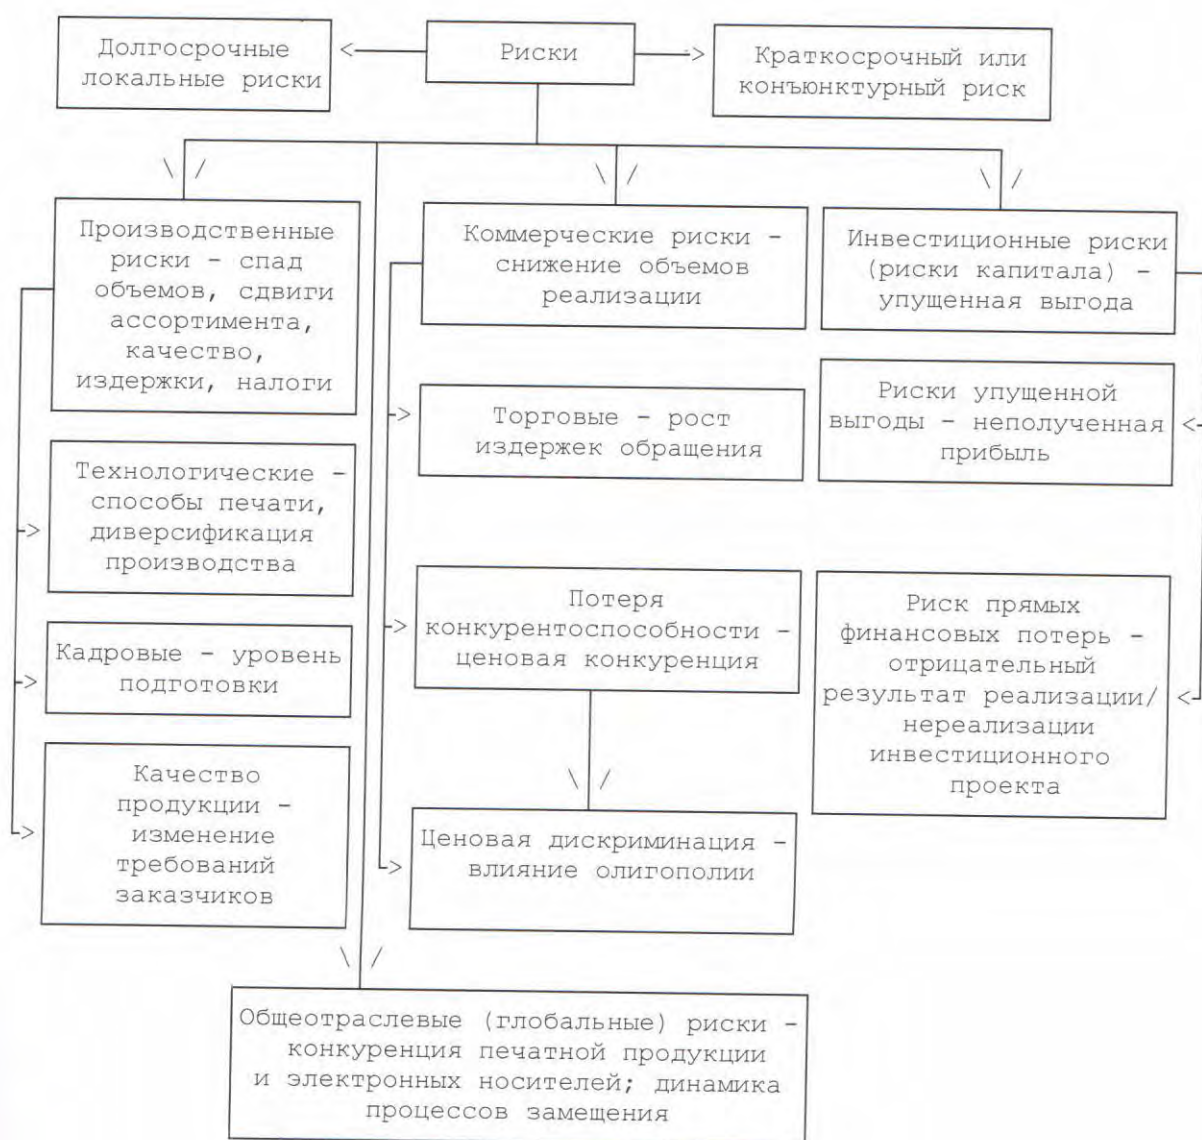 Долгосрочные
локальные риски
Риски
Краткосрочный или
конъюнктурный риск
Производственные
риски - спад
объемов, сдвиги
ассортимента,
качество,
издержки, налоги
Коммерческие риски -
снижение объемов
реализации
Инвестиционные риски
(риски капитала) -
упущенная выгода
Торговые - рост
издержек обращения
Риски упущенной
выгоды - неполученная
прибыль
Технологические -
способы печати,
диверсификация
производства
Потеря
конкурентоспособности -
ценовая конкуренция
Риск прямых
финансовых потерь -
отрицательный
результат реализации/
нереализации
инвестиционного
проекта
Кадровые - уровень
подготовки
Качество
продукции -
изменение
требований
заказчиков
Ценовая дискриминация -
влияние олигополии
Общеотраслевые (глобальные) риски -
конкуренция печатной продукции
и электронных носителей; динамика
процессов замещения